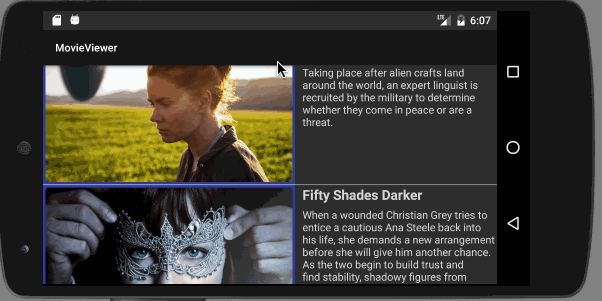 LTE 6:07
MovieViewer
Taking place after alien crafts land
around the world, an expert linguist is
recruited by the military to determine
whether they come in peace or are a
threat.
Fifty Shades Darker
When a wounded Christian Grey tries to
entice a cautious Ana Steele back into
his life, she demands a new arrangement
before she will give him another chance.
As the two begin to build trust and
find stability, shadowy figures from